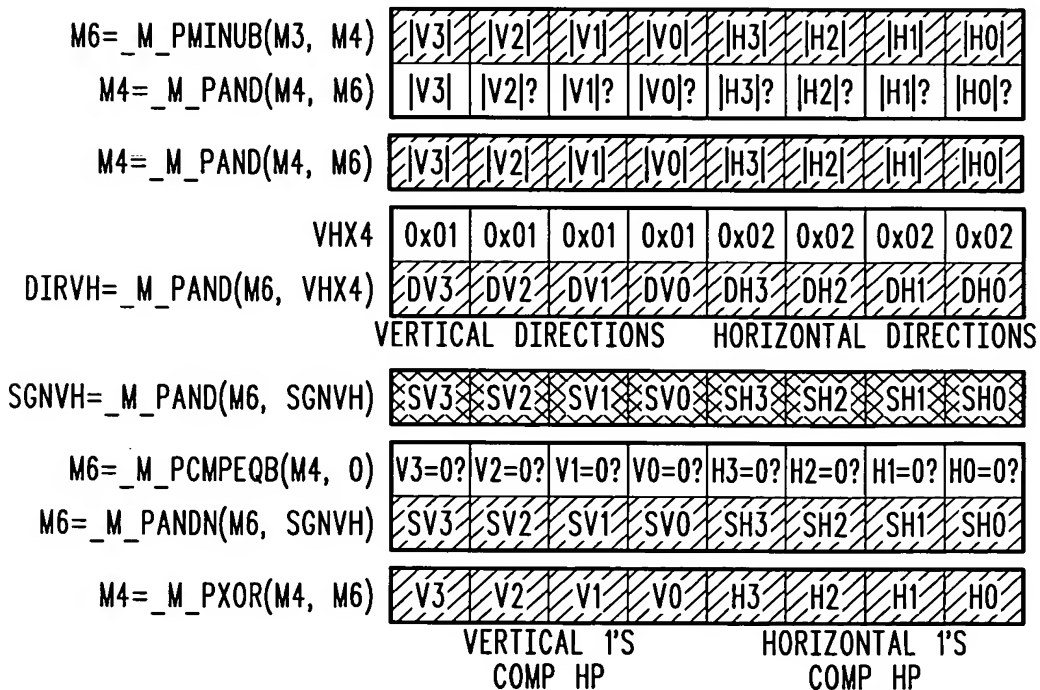 M6=_M_PMINUB(M3, M4) |V3| |V2| |V1| |V0| |H3| |H2| |H1| |H0|
M4=_M_PAND(M4, M6) |V3| |V2|? |V1|? |V0|? |H3|? |H2|? |H1|? |H0|?
M4=_M_PAND(M4, M6) |V3| |V2| |V1| |V0| |H3| |H2| |H1| |H0|
VHX4 0x01 0x01 0x01 0x01 0x02 0x02 0x02 0x02
DIRVH=_M_PAND(M6, VHX4) DV3 DV2 DV1 DV0 DH3 DH2 DH1 DH0
VERTICAL DIRECTIONS HORIZONTAL DIRECTIONS
SGNVH=_M_PAND(M6, SGNVH) SV3 SV2 SV1 SV0 SH3 SH2 SH1 SH0
M6=_M_PCMPEQB(M4, 0) V3=0? V2=0? V1=0? V0=0? H3=0? H2=0? H1=0? H0=0?
M6=_M_PANDN(M6, SGNVH) SV3 SV2 SV1 SV0 SH3 SH2 SH1 SH0
M4=_M_PXOR(M4, M6) V3 V2 V1 V0 H3 H2 H1 H0
VERTICAL 1'S HORIZONTAL 1'S
COMP HP COMP HP